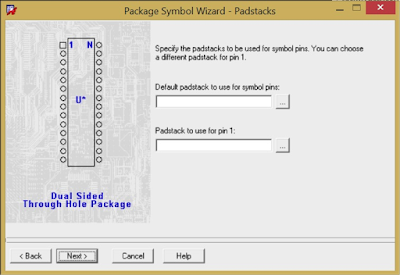 Package Symbol Wizard - Padstacks
1 N
U*
Dual Sided
Through Hole Package
Specify the padstacks to be used for symbol pins. You can choose
a different padstack for pin 1.
Default padstack to use for symbol pins:
...
Padstack to use for pin 1:
...
< Back Next > Cancel Help